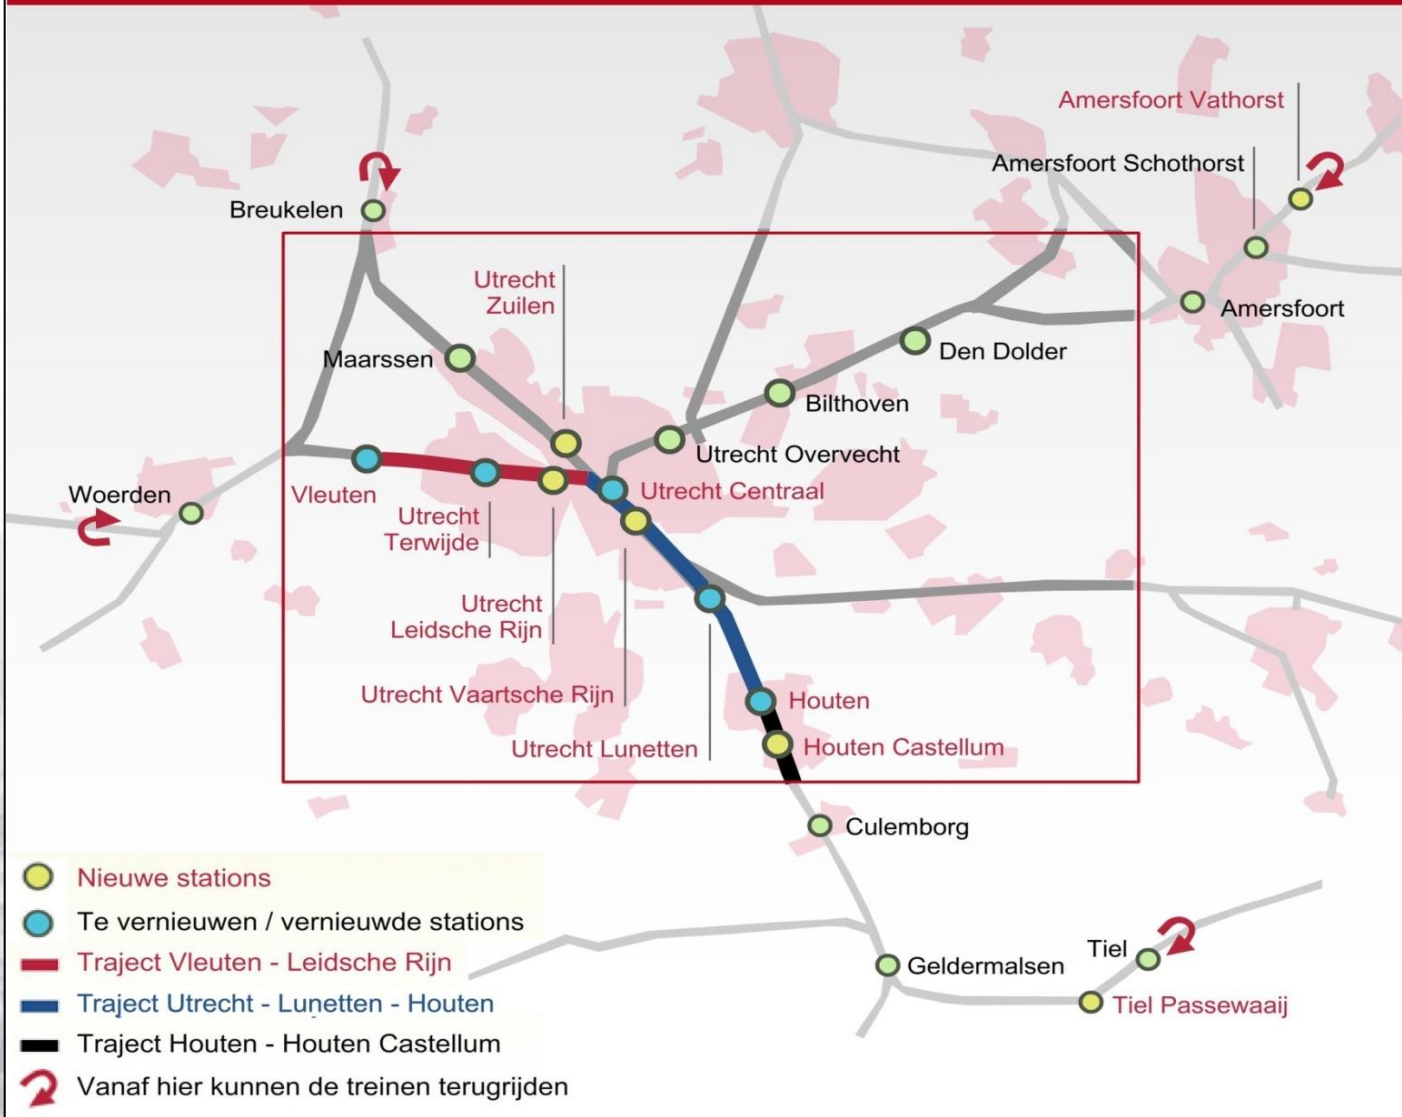 Amersfoort Vathorst
Amersfoort Schothorst
Breukelen
Utrecht
Zuilen
Amersfoort
Maarssen
Den Dolder
Bilthoven
Utrecht Overvecht
Woerden
Vleuten
Utrecht Centraal
Utrecht
Terwijde
Utrecht
Leidsche Rijn
Utrecht Vaartsche Rijn
Houten
Utrecht Lunetten
Houten Castellum
Culemborg
Nieuwe stations
Te vernieuwen / vernieuwde stations
Traject Vleuten - Leidsche Rijn
Traject Utrecht - Lunetten - Houten
Traject Houten - Houten Castellum
Vanaf hier kunnen de treinen terugrijden
Tiel
Geldermalsen
Tiel Passewaaij